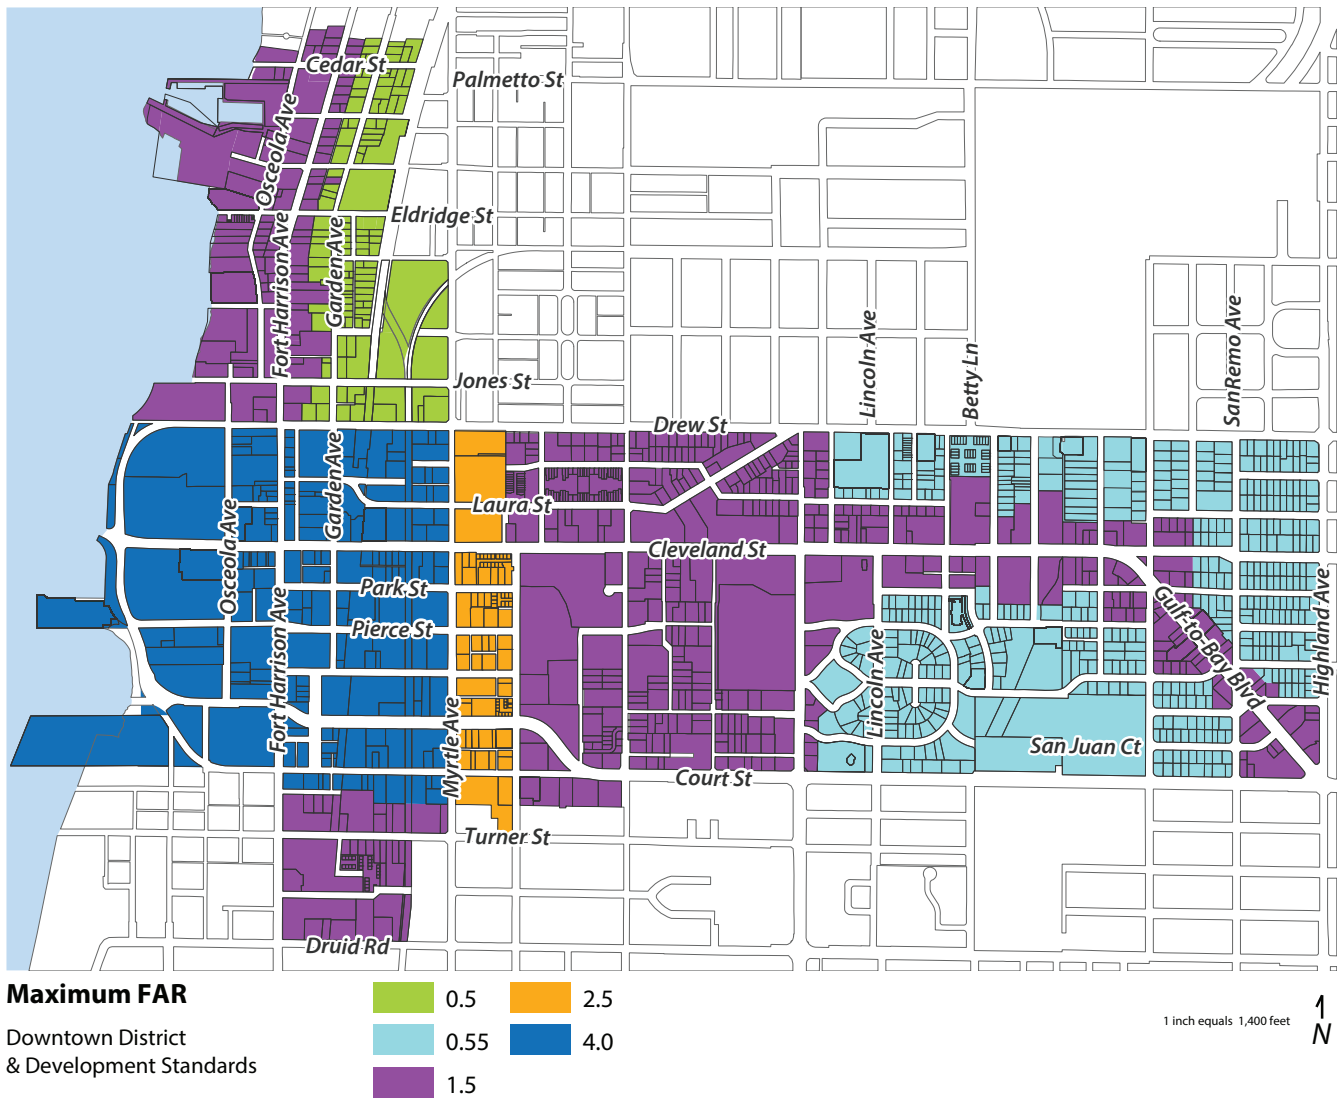 Cedar St
Palmetto St
Osceola Ave
Eldridge St
Fort Harrison Ave
Garden Ave
Jones St
Lincoln Ave
Betty Ln
SanRemo Ave
Drew St
Garden Ave
Laura St
Osceola Ave
Cleveland St
Park St
Pierce St
Fort Harrison Ave
Myrtle Ave
Lincoln Ave
Gulf-to-Bay Blvd
Highland Ave
San Juan Ct
Court St
Turner St
Druid Rd
Maximum FAR
Downtown District
& Development Standards
0.5
0.55
1.5
2.5
4.0
1 inch equals 1,400 feet
N